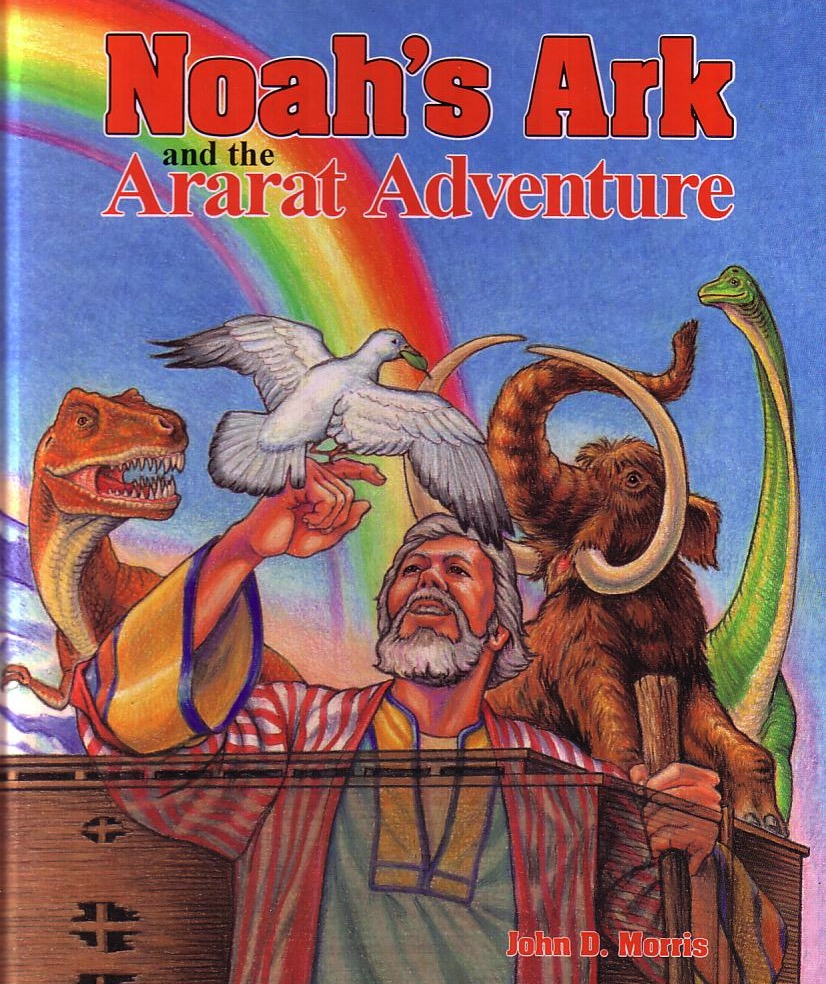 Noah's Ark
and the
Ararat Adventure
John D. Morris